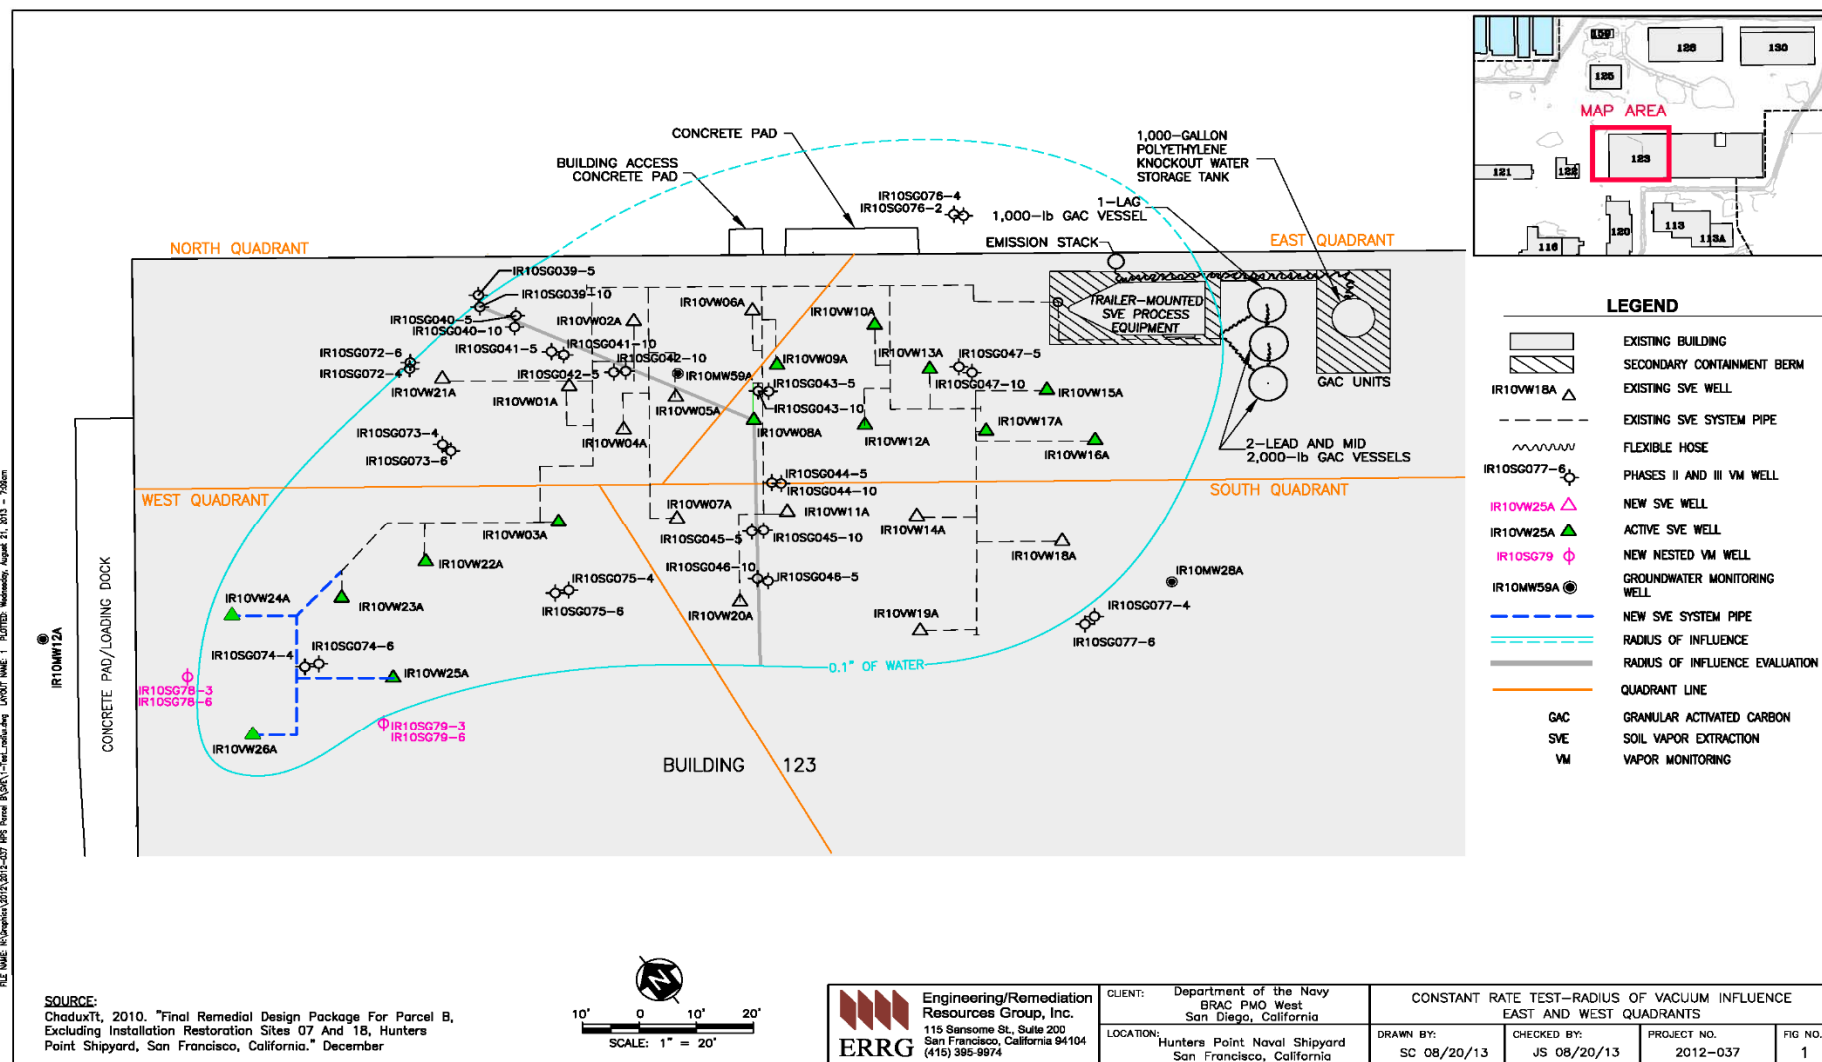 109
126
130
125
MAP AREA
123
121
122
120
113
113A
116
CONCRETE PAD
BUILDING ACCESS
CONCRETE PAD
1,000-GALLON
POLYETHYLENE
KNOCKOUT WATER
STORAGE TANK
IR10SG076-4
IR10SG076-2
1-LAG
1,000-lb GAC VESSEL
EMISSION STACK
NORTH QUADRANT
EAST QUADRANT
IR10SG039-5
IR10SG039-10
IR10SG040-5
IR10SG040-10
IR10VW02A
IR10VW06A
IR10VW10A
TRAILER-MOUNTED
SVE PROCESS
EQUIPMENT
IR10SG041-5
IR10SG041-10
IR10SG042-10
IR10SG042-5
IR10SG072-6
IR10SG072-4
IR10VW21A
IR10VW01A
IR10MW59A
IR10VW05A
IR10VW09A
IR10VW13A
IR10SG047-5
IR10SG047-10
IR10SG043-5
IR10SG043-10
IR10VW15A
GAC UNITS
IR10VW04A
IR10VW08A
IR10VW12A
IR10VW17A
IR10VW16A
2-LEAD AND MID
2,000-lb GAC VESSELS
IR10SG073-4
IR10SG073-6
IR10SG044-5
IR10SG044-10
WEST QUADRANT
SOUTH QUADRANT
IR10VW03A
IR10VW07A
IR10VW11A
IR10VW14A
IR10SG045-5
IR10SG045-10
IR10VW18A
IR10VW22A
IR10SG046-10
IR10SG046-5
IR10MW28A
IR10SG075-4
IR10SG075-6
IR10VW24A
IR10VW23A
IR10VW20A
IR10VW19A
IR10SG077-4
IR10SG077-6
IR10SG074-6
IR10SG074-4
IR10VW25A
0.1" OF WATER
IR10SG78-3
IR10SG78-6
IR10SG79-3
IR10SG79-6
IR10VW26A
BUILDING 123
IR10MW12A
CONCRETE PAD/LOADING DOCK
LEGEND
EXISTING BUILDING
SECONDARY CONTAINMENT BERM
IR10VW18A EXISTING SVE WELL
EXISTING SVE SYSTEM PIPE
FLEXIBLE HOSE
IR10SG077-6 PHASES II AND III VM WELL
IR10VW25A NEW SVE WELL
IR10VW25A ACTIVE SVE WELL
IR10SG79 NEW NESTED VM WELL
IR10MW59A GROUNDWATER MONITORING
WELL
NEW SVE SYSTEM PIPE
RADIUS OF INFLUENCE
RADIUS OF INFLUENCE EVALUATION
QUADRANT LINE
GAC GRANULAR ACTIVATED CARBON
SVE SOIL VAPOR EXTRACTION
VM VAPOR MONITORING
SOURCE:
ChaduxTt, 2010. "Final Remedial Design Package For Parcel B,
Excluding Installation Restoration Sites 07 And 18, Hunters
Point Shipyard, San Francisco, California." December
N
10' 0 10' 20'
SCALE: 1" = 20'
ERRG
Engineering/Remediation
Resources Group, Inc.
115 Sansome St., Suite 200
San Francisco, California 94104
(415) 395-9974
CLIENT: Department of the Navy
BRAC PMO West
San Diego, California
LOCATION: Hunters Point Naval Shipyard
San Francisco, California
CONSTANT RATE TEST-RADIUS OF VACUUM INFLUENCE
EAST AND WEST QUADRANTS
DRAWN BY:
SC 08/20/13
CHECKED BY:
JS 08/20/13
PROJECT NO.
2012-037
FIG NO.
1